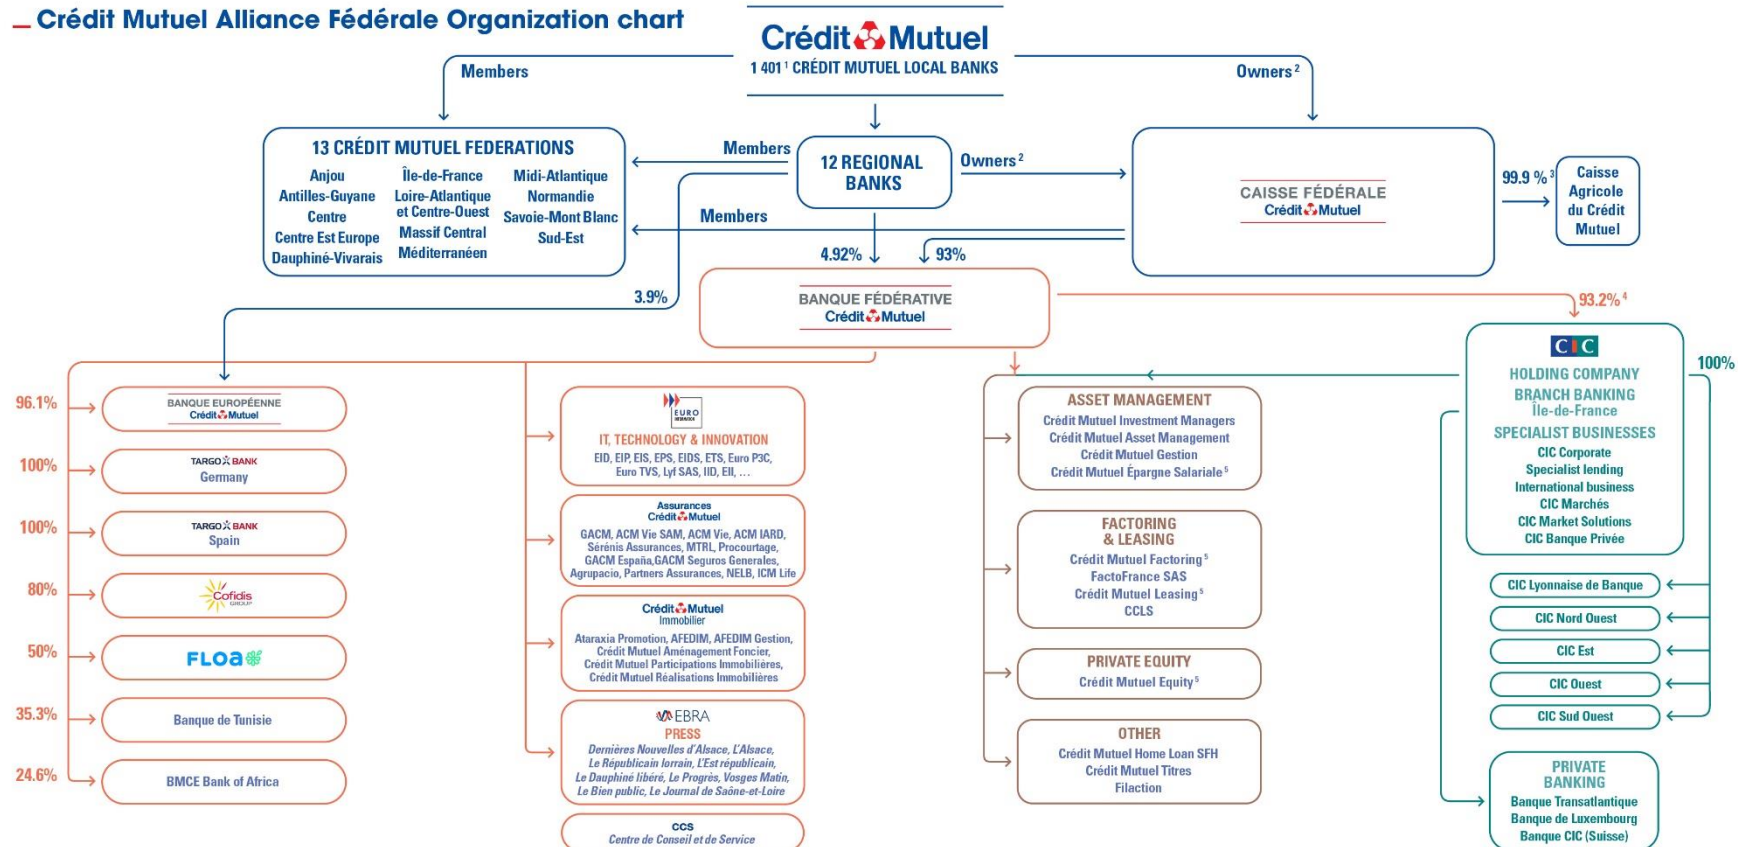 Crédit Mutuel Alliance Fédérale Organization chart
Crédit Mutuel
1 401¹ CRÉDIT MUTUEL LOCAL BANKS
Members
Owners²
13 CRÉDIT MUTUEL FEDERATIONS
Anjou
Antilles-Guyane
Centre
Centre Est Europe
Dauphiné-Vivarais
Île-de-France
Loire-Atlantique
et Centre-Ouest
Massif Central
Méditerranéen
Midi-Atlantique
Normandie
Savoie-Mont Blanc
Sud-Est
Members
12 REGIONAL
BANKS
Owners²
Members
CAISSE FÉDÉRALE
Crédit Mutuel
99.9 %³
Caisse
Agricole
du Crédit
Mutuel
4.92%
93%
3.9%
BANQUE FÉDÉRATIVE
Crédit Mutuel
93.2%⁴
96.1%
BANQUE EUROPÉENNE
Crédit Mutuel
100%
TARGO BANK
Germany
100%
TARGO BANK
Spain
80%
Cofidis
GROUP
50%
FLOa
35.3%
Banque de Tunisie
24.6%
BMCE Bank of Africa
EURO
IT, TECHNOLOGY & INNOVATION
EID, EIP, EIS, EPS, EIDS, ETS, Euro P3C,
Euro TVS, Lyf SAS, IID, EII, …
Assurances
Crédit Mutuel
GACM, ACM Vie SAM, ACM Vie, ACM IARD,
Sérénis Assurances, MTRL, Procourtage,
GACM España,GACM Seguros Generales,
Agrupacio, Partners Assurances, NELB, ICM Life
Crédit Mutuel
Immobilier
Ataraxia Promotion, AFEDIM, AFEDIM Gestion,
Crédit Mutuel Aménagement Foncier,
Crédit Mutuel Participations Immobilières,
Crédit Mutuel Réalisations Immobilières
EBRA
PRESS
Dernières Nouvelles d'Alsace, L'Alsace,
Le Républicain lorrain, L'Est républicain,
Le Dauphiné libéré, Le Progrès, Vosges Matin,
Le Bien public, Le Journal de Saône-et-Loire
CCS
Centre de Conseil et de Service
ASSET MANAGEMENT
Crédit Mutuel Investment Managers
Crédit Mutuel Asset Management
Crédit Mutuel Gestion
Crédit Mutuel Épargne Salariale⁵
FACTORING
& LEASING
Crédit Mutuel Factoring⁵
FactoFrance SAS
Crédit Mutuel Leasing⁵
CCLS
PRIVATE EQUITY
Crédit Mutuel Equity⁵
OTHER
Crédit Mutuel Home Loan SFH
Crédit Mutuel Titres
Filaction
CIC
HOLDING COMPANY
BRANCH BANKING
Île-de-France
SPECIALIST BUSINESSES
CIC Corporate
Specialist lending
International business
CIC Marchés
CIC Market Solutions
CIC Banque Privée
100%
CIC Lyonnaise de Banque
CIC Nord Ouest
CIC Est
CIC Ouest
CIC Sud Ouest
PRIVATE
BANKING
Banque Transatlantique
Banque de Luxembourg
Banque CIC (Suisse)